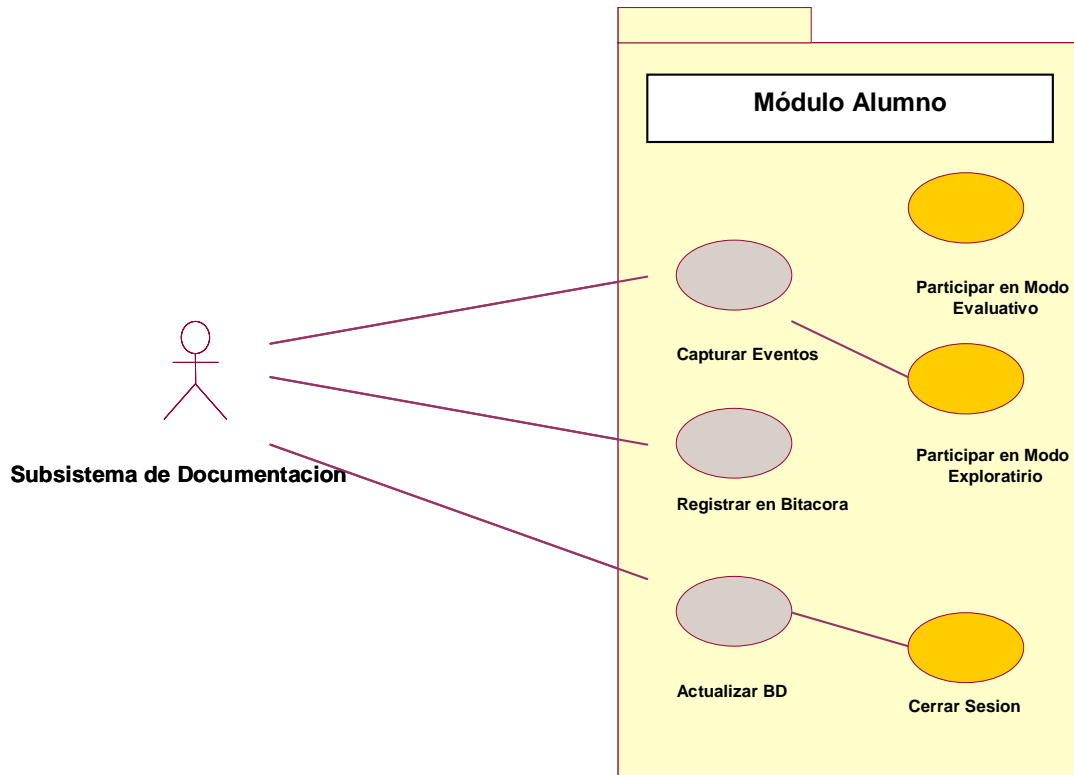 Módulo Alumno
Participar en Modo
Evaluativo
Capturar Eventos
Participar en Modo
Exploratirio
Subsistema de Documentacion
Registrar en Bitacora
Actualizar BD
Cerrar Sesion